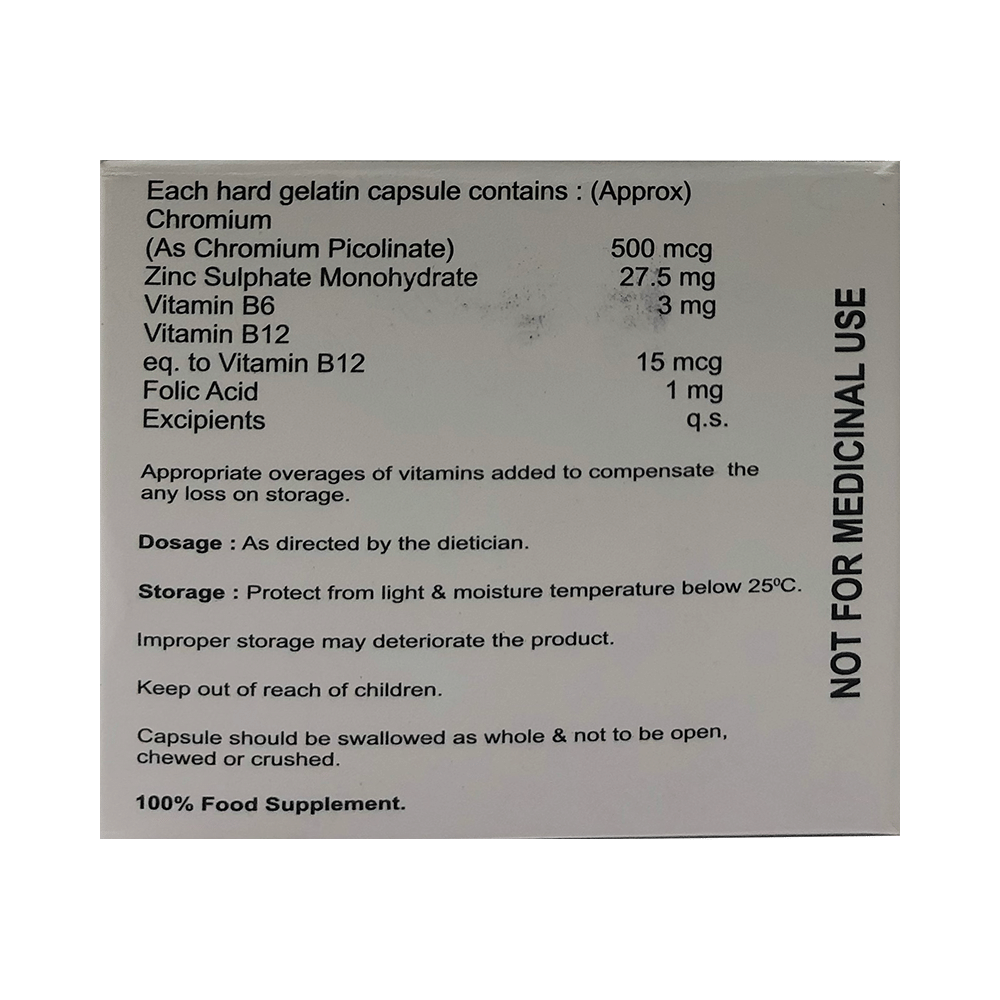 Each hard gelatin capsule contains : (Approx)
Chromium
(As Chromium Picolinate) 500 mcg
Zinc Sulphate Monohydrate 27.5 mg
Vitamin B6 3 mg
Vitamin B12
eq. to Vitamin B12 15 mcg
Folic Acid 1 mg
Excipients q.s.
Appropriate overages of vitamins added to compensate the
any loss on storage.
Dosage : As directed by the dietician.
Storage : Protect from light & moisture temperature below 25ºC.
Improper storage may deteriorate the product.
Keep out of reach of children.
Capsule should be swallowed as whole & not to be open,
chewed or crushed.
100% Food Supplement.
NOT FOR MEDICINAL USE